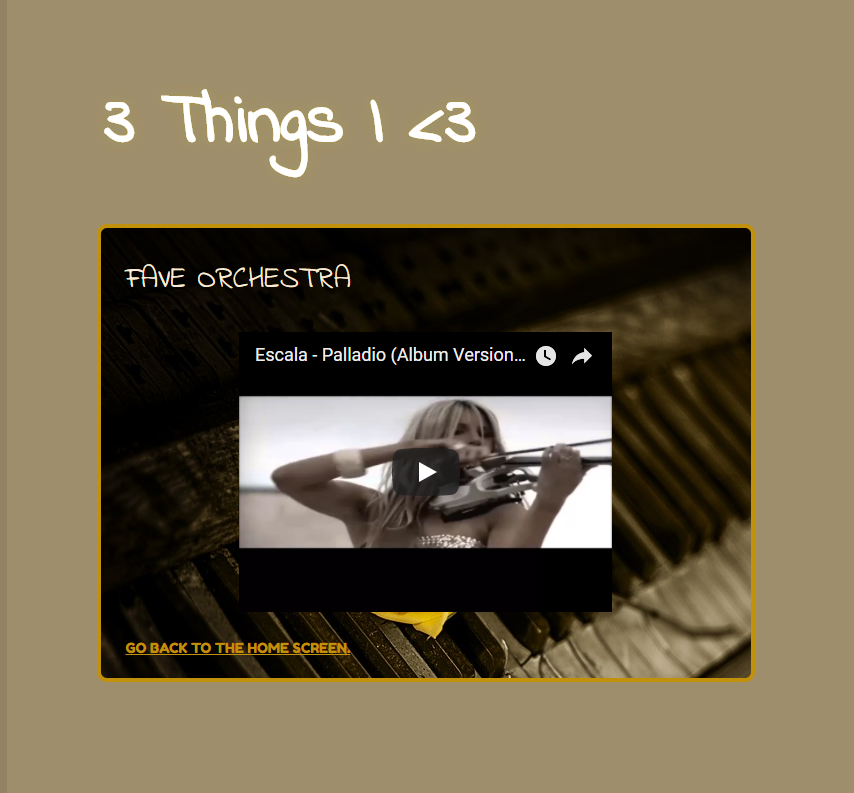 3 Things I <3
FAVE ORCHESTRA
Escala - Palladio (Album Version...
GO BACK TO THE HOME SCREEN.